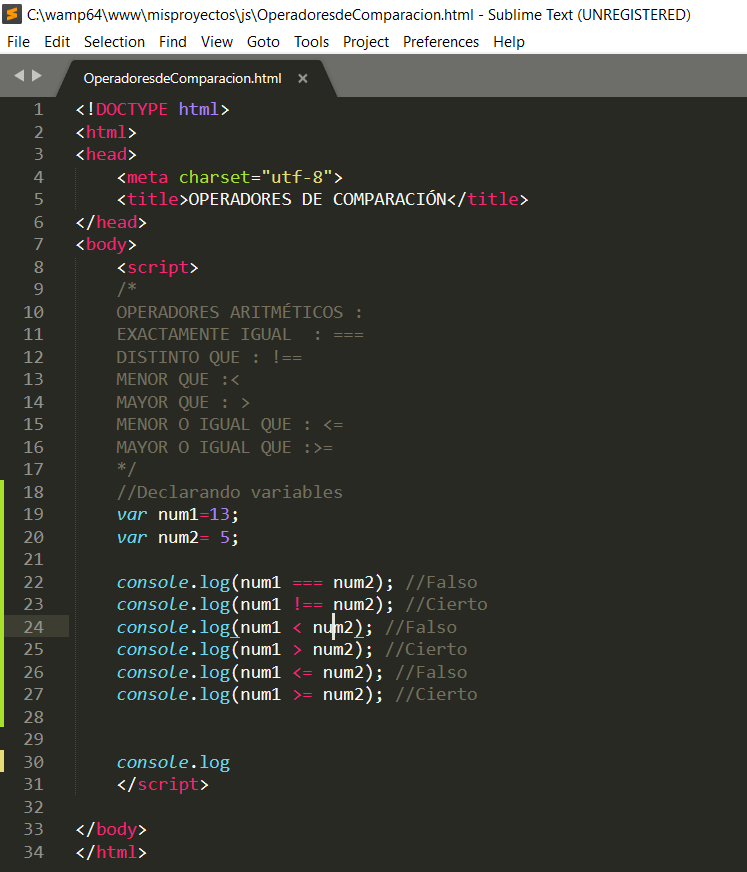 C:\wamp64\www\misproyectos\js\OperadoresdeComparacion.html - Sublime Text (UNREGISTERED)
File Edit Selection Find View Goto Tools Project Preferences Help
OperadoresdeComparacion.html ×
1 <!DOCTYPE html>
2 <html>
3 <head>
4 <meta charset="utf-8">
5 <title>OPERADORES DE COMPARACIÓN</title>
6 </head>
7 <body>
8 <script>
9 /*
10 OPERADORES ARITMÉTICOS :
11 EXACTAMENTE IGUAL  : ===
12 DISTINTO QUE : !==
13 MENOR QUE :<
14 MAYOR QUE : >
15 MENOR O IGUAL QUE : <=
16 MAYOR O IGUAL QUE :>=
17 */
18 //Declarando variables
19 var num1=13;
20 var num2= 5;
21
22 console.log(num1 === num2); //Falso
23 console.log(num1 !== num2); //Cierto
24 console.log(num1 < num2); //Falso
25 console.log(num1 > num2); //Cierto
26 console.log(num1 <= num2); //Falso
27 console.log(num1 >= num2); //Cierto
28
29
30 console.log
31 </script>
32
33 </body>
34 </html>